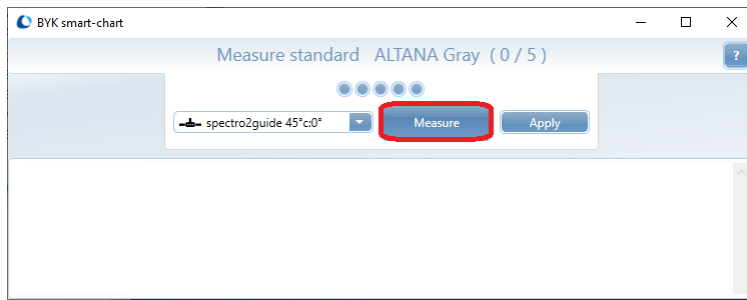 BYK smart-chart
Measure standard ALTANA Gray ( 0 / 5 )
?
spectro2guide 45°c:0° Measure Apply